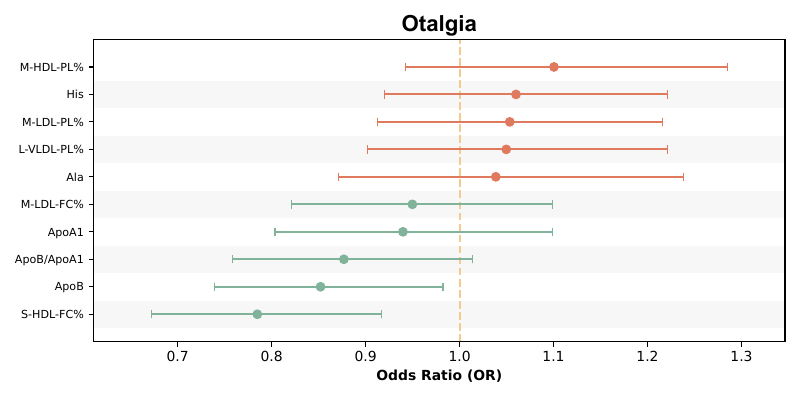 Otalgia
M-HDL-PL%
His
M-LDL-PL%
L-VLDL-PL%
Ala
M-LDL-FC%
ApoA1
ApoB/ApoA1
ApoB
S-HDL-FC%
0.7 0.8 0.9 1.0 1.1 1.2 1.3
Odds Ratio (OR)